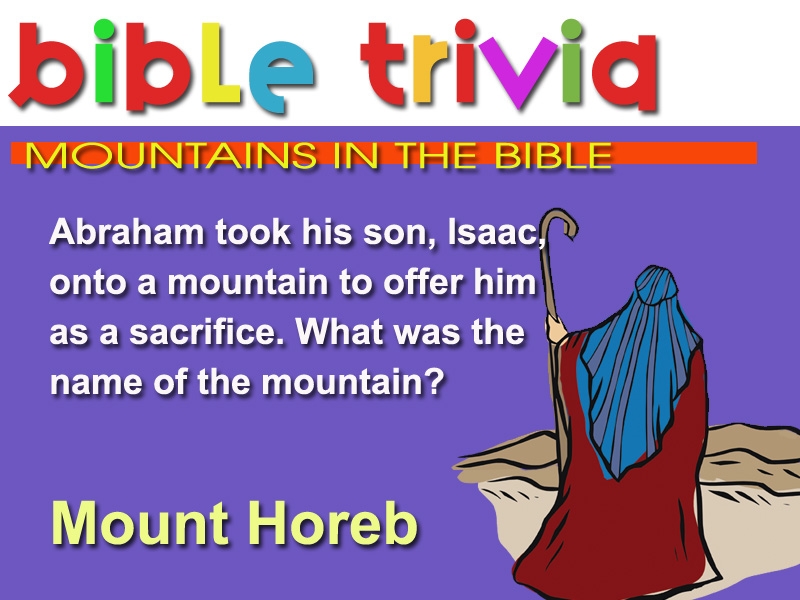 bible trivia
MOUNTAINS IN THE BIBLE
Abraham took his son, Isaac,
onto a mountain to offer him
as a sacrifice. What was the
name of the mountain?
Mount Horeb